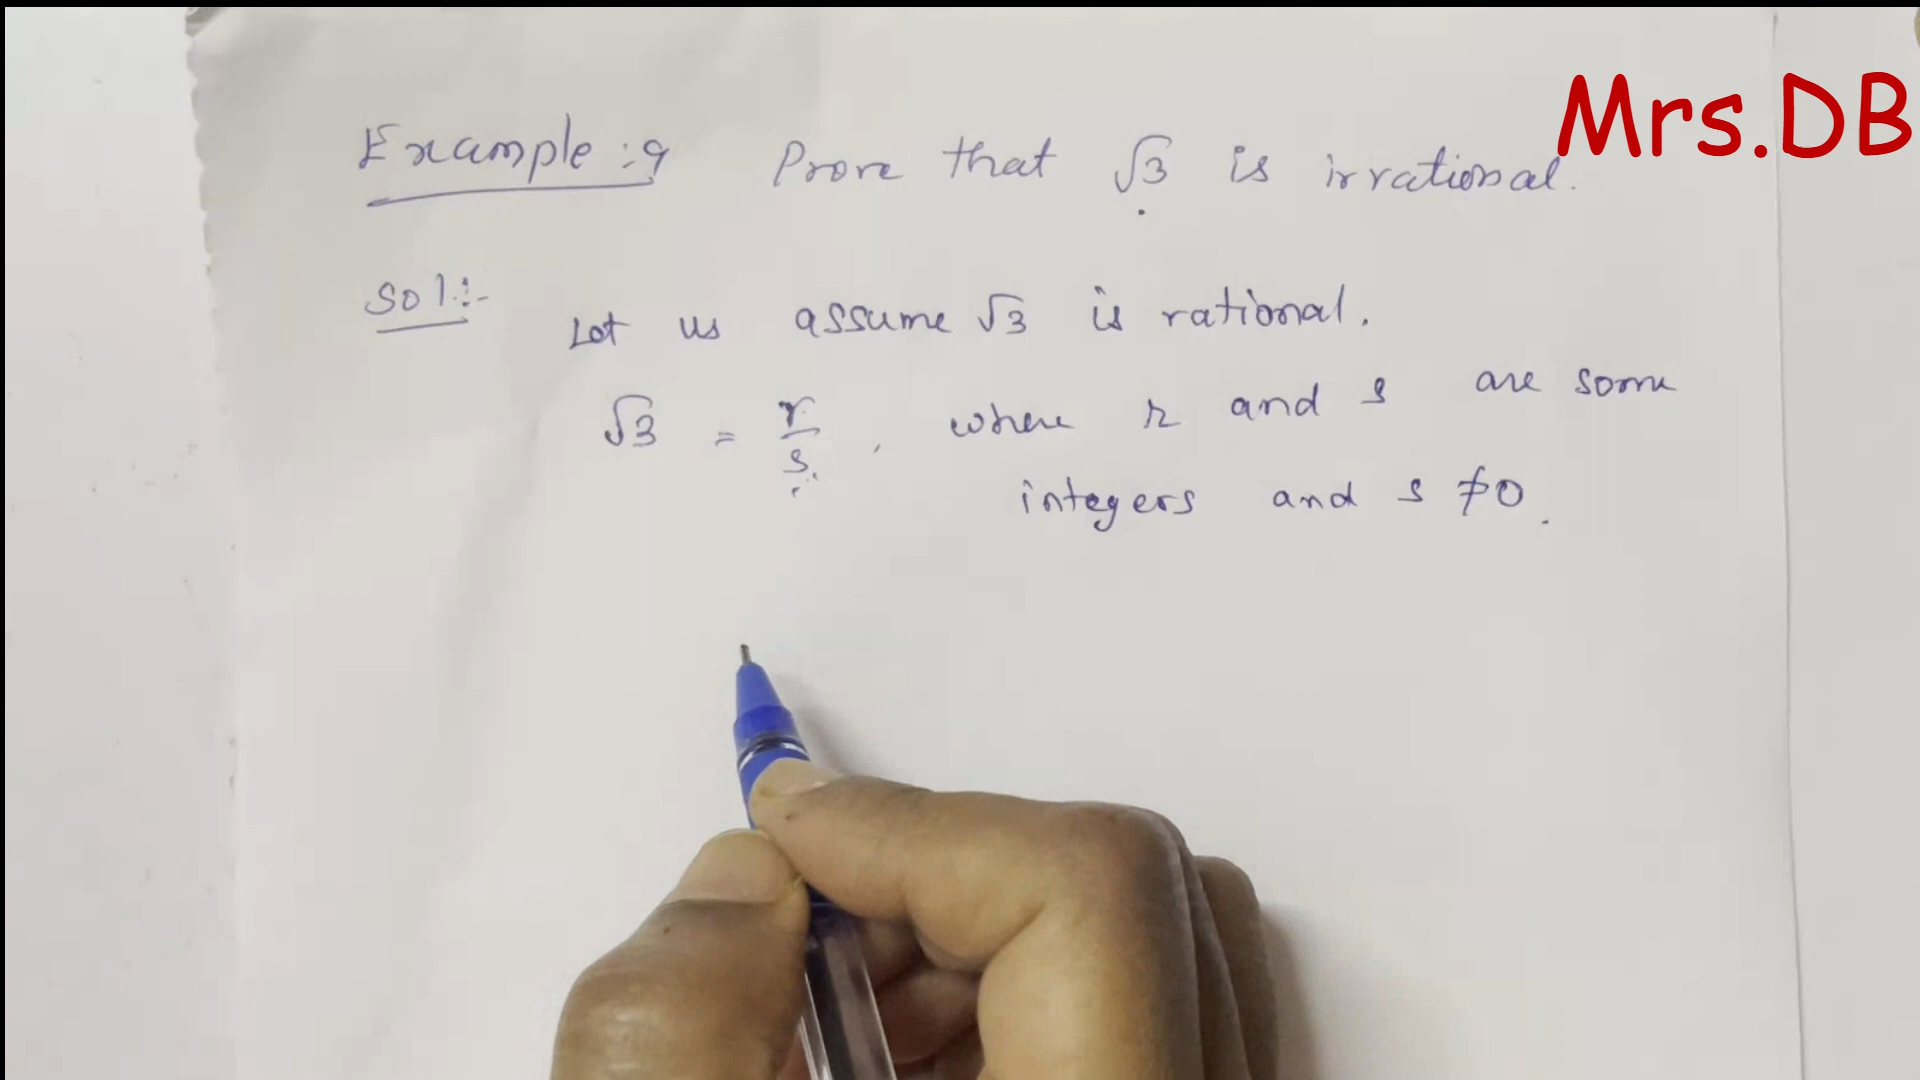 Mrs.DB
Example :9 Prove that √3 is irrational.
Sol:-
Let us assume √3 is rational.
√3 = r/s, where r and s are some
integers and s ≠0.